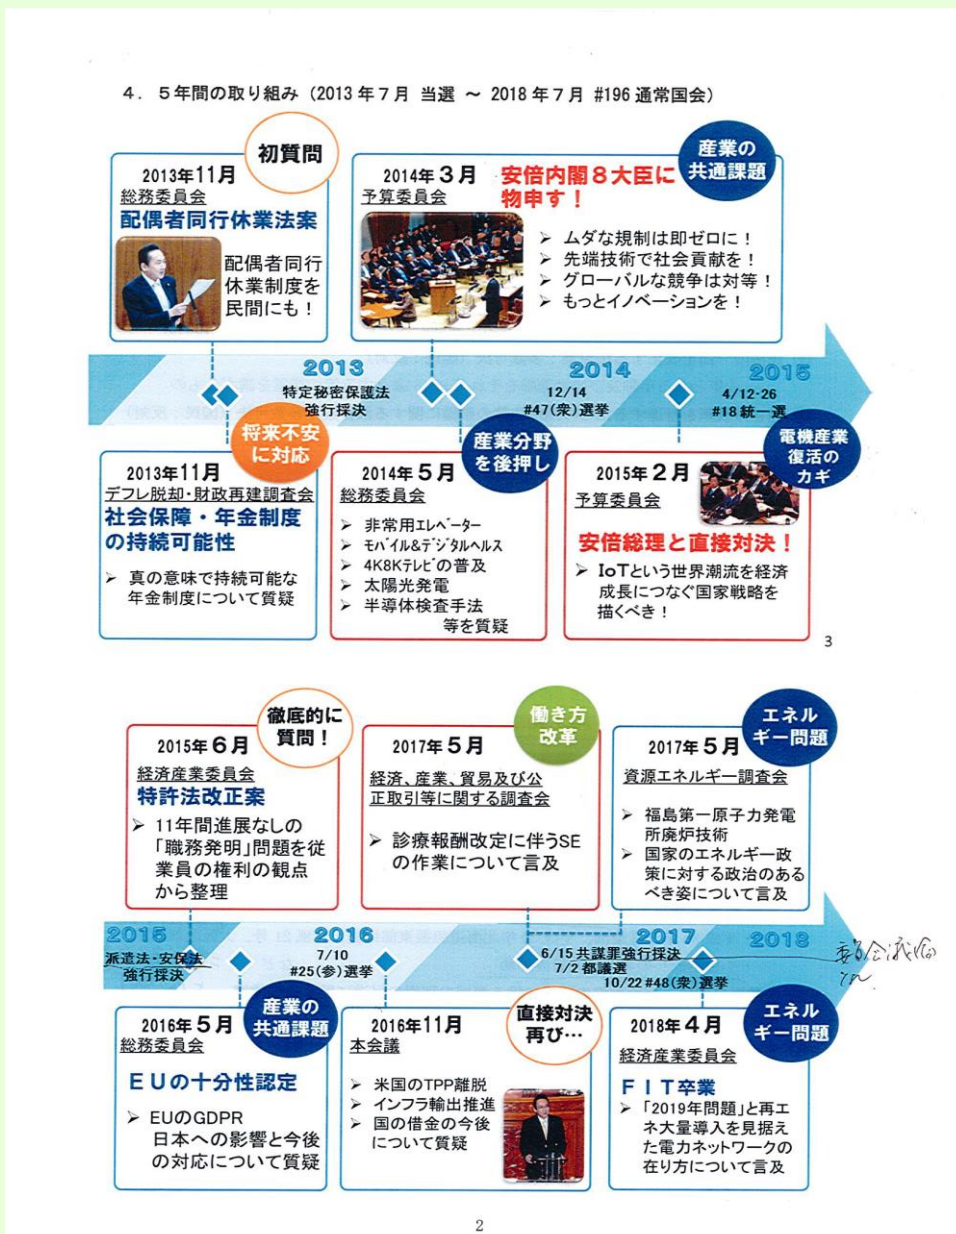 4．5年間の取り組み（2013年7月 当選 ～ 2018年7月 #196 通常国会）
初質問
2013年11月
総務委員会
配偶者同行休業法案
配偶者同行
休業制度を
民間にも！
産業の
共通課題
2014年3月
予算委員会
安倍内閣８大臣に
物申す！
➢ ムダな規制は即ゼロに！
➢ 先端技術で社会貢献を！
➢ グローバルな競争は対等！
➢ もっとイノベーションを！
2013
特定秘密保護法
強行採決
2014
12/14
#47(衆)選挙
2015
4/12-26
#18 統一選
将来不安
に対応
2013年11月
デフレ脱却・財政再建調査会
社会保障・年金制度
の持続可能性
➢ 真の意味で持続可能な
年金制度について質疑
産業分野
を後押し
2014年5月
総務委員会
➢ 非常用エレベーター
➢ モバイル&デジタルヘルス
➢ 4K8Kテレビの普及
➢ 太陽光発電
➢ 半導体検査手法
等を質疑
電機産業
復活の
カギ
2015年2月
予算委員会
安倍総理と直接対決！
➢ IoTという世界潮流を経済
成長につなぐ国家戦略を
描くべき！
3
徹底的に
質問！
2015年6月
経済産業委員会
特許法改正案
➢ 11年間進展なしの
「職務発明」問題を従
業員の権利の観点
から整理
働き方
改革
2017年5月
経済、産業、貿易及び公
正取引等に関する調査会
➢ 診療報酬改定に伴うSE
の作業について言及
エネル
ギー問題
2017年5月
資源エネルギー調査会
➢ 福島第一原子力発電
所廃炉技術
➢ 国家のエネルギー政
策に対する政治のある
べき姿について言及
2015
派遣法・安保法
強行採決
2016
7/10
#25(参)選挙
2017
6/15 共謀罪強行採決
7/2 都議選
10/22 #48(衆)選挙
2018
産業の
共通課題
2016年5月
総務委員会
ＥＵの十分性認定
➢ EUのGDPR
日本への影響と今後
の対応について質疑
直接対決
再び…
2016年11月
本会議
➢ 米国のTPP離脱
➢ インフラ輸出推進
➢ 国の借金の今後
について質疑
エネル
ギー問題
2018年4月
経済産業委員会
ＦＩＴ卒業
➢ 「2019年問題」と再エ
ネ大量導入を見据え
た電力ネットワークの
在り方について言及
2